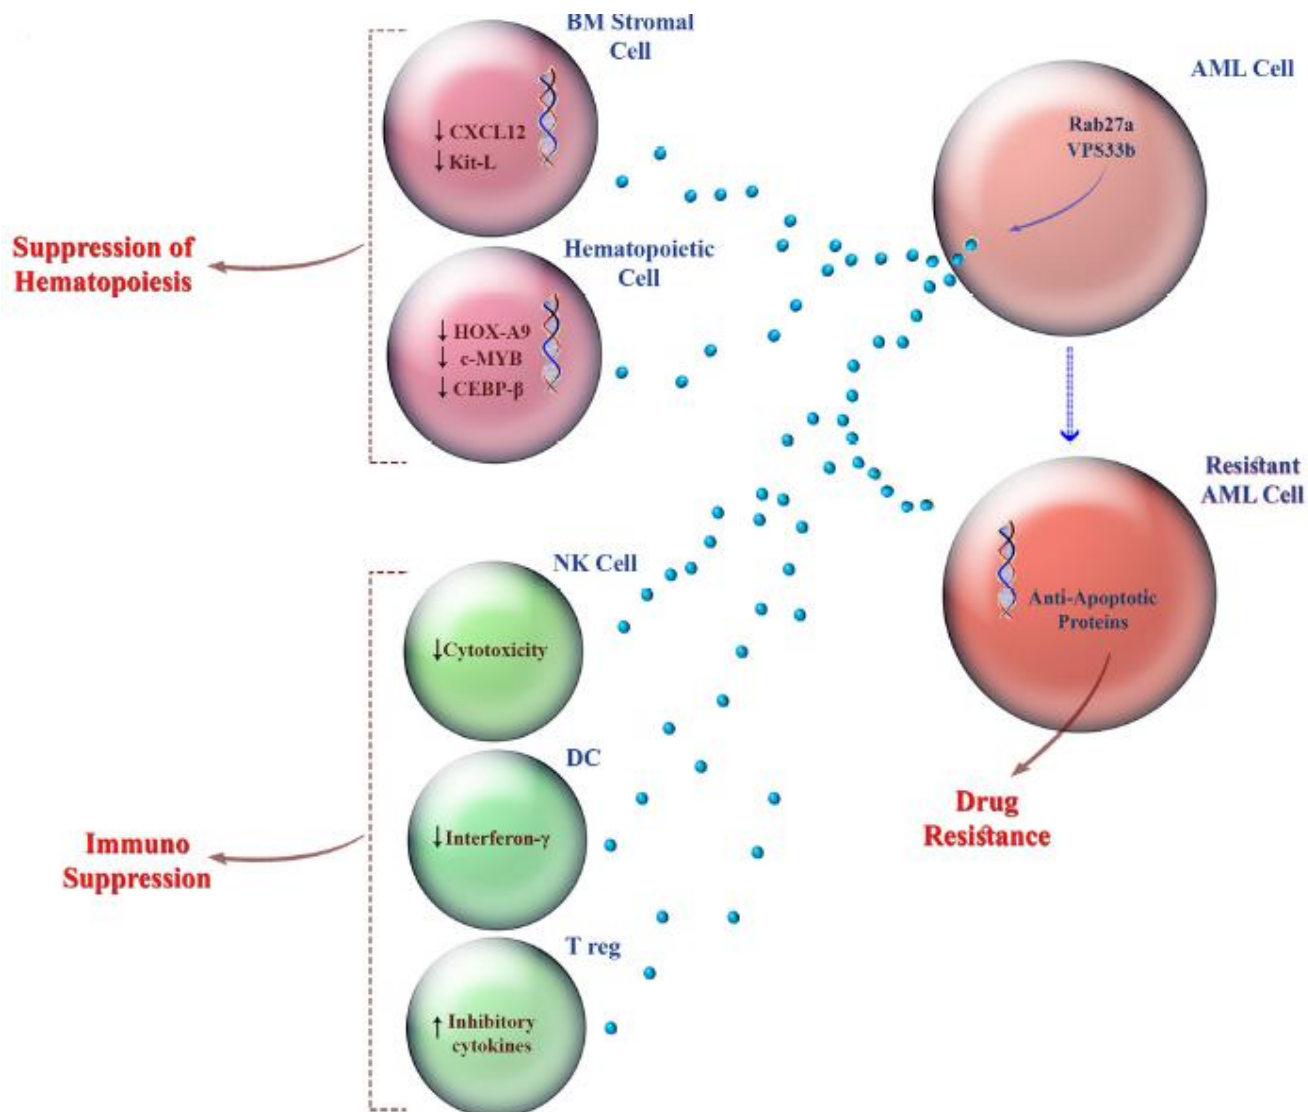 BM Stromal
Cell
↓ CXCL12
↓ Kit-L
Hematopoietic
Cell
↓ HOX-A9
↓ c-MYB
↓ CEBP-β
Suppression of
Hematopoiesis
AML Cell
Rab27a
VPS33b
Resistant
AML Cell
Anti-Apoptotic
Proteins
Drug
Resistance
NK Cell
↓Cytotoxicity
DC
↓Interferon-γ
T reg
↑ Inhibitory
cytokines
Immuno
Suppression